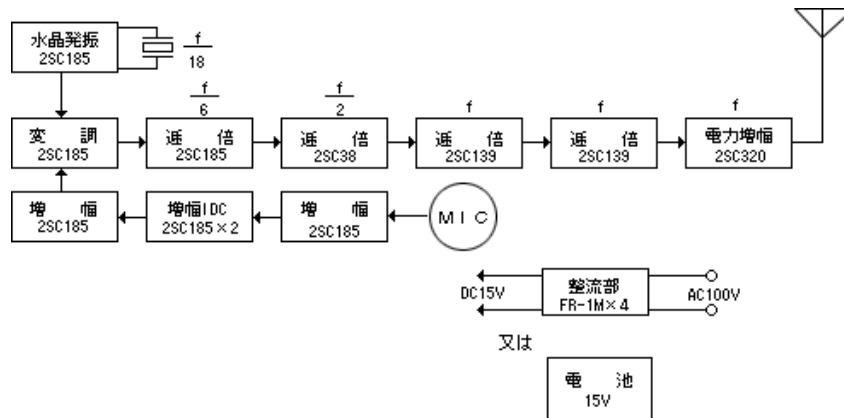 水晶発振
2SC185
f
18
f
6
f
2
f
f
f
変 調
2SC185
逓 倍
2SC185
逓 倍
2SC38
逓 倍
2SC139
逓 倍
2SC139
電力増幅
2SC320
増 幅
2SC185
増幅IDC
2SC185×2
増 幅
2SC185
MIC
DC15V
整流部
FR-1M×4
AC100V
又は
電 池
15V